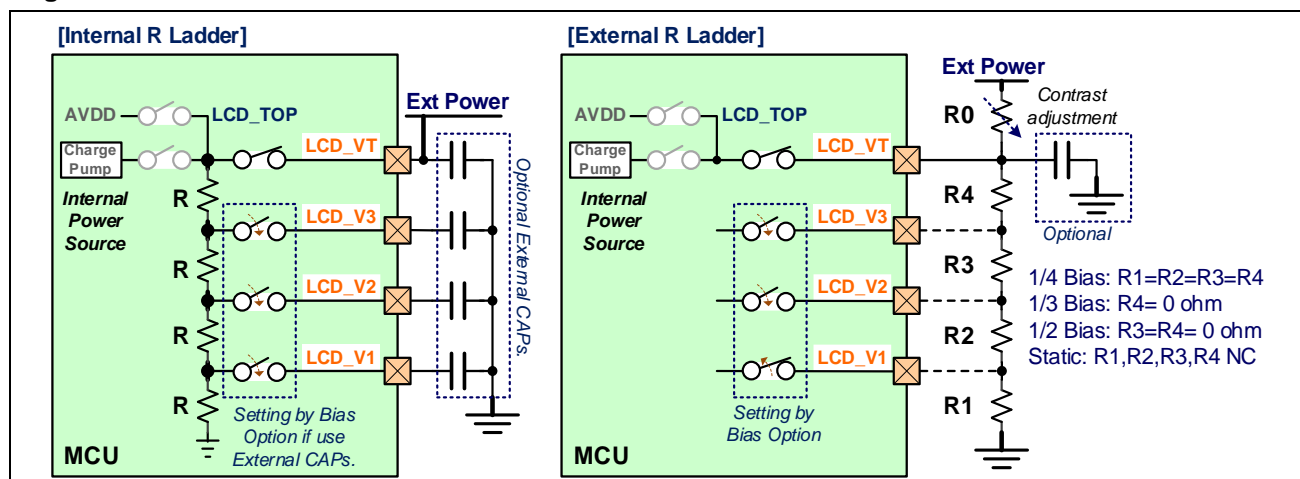 [Internal R Ladder]
AVDD
LCD_TOP
Ext Power
Charge
Pump
LCD_VT
Internal
Power
Source
R
LCD_V3
R
LCD_V2
R
LCD_V1
R
Optional External CAPs.
Setting by Bias
Option if use
External CAPs.
MCU
[External R Ladder]
Ext Power
AVDD
LCD_TOP
R0
Contrast
adjustment
Charge
Pump
LCD_VT
Internal
Power
Source
R4
Optional
LCD_V3
R3
LCD_V2
R2
LCD_V1
R1
1/4 Bias: R1=R2=R3=R4
1/3 Bias: R4= 0 ohm
1/2 Bias: R3=R4= 0 ohm
Static: R1,R2,R3,R4 NC
Setting by
Bias Option
MCU